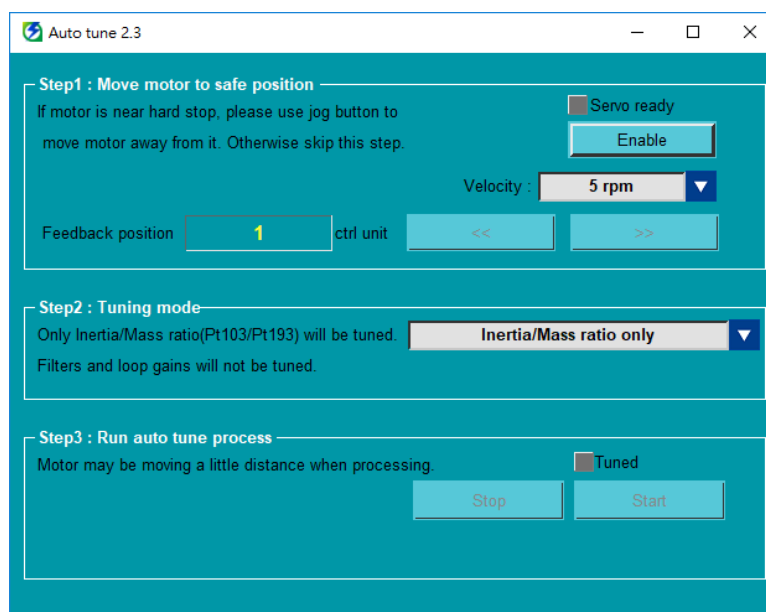 Auto tune 2.3
Step1 : Move motor to safe position
If motor is near hard stop, please use jog button to
Servo ready
move motor away from it. Otherwise skip this step.
Enable
Velocity :
5 rpm
Feedback position
1
ctrl unit
<<
>>
Step2 : Tuning mode
Only Inertia/Mass ratio(Pt103/Pt193) will be tuned.
Inertia/Mass ratio only
Filters and loop gains will not be tuned.
Step3 : Run auto tune process
Motor may be moving a little distance when processing.
Tuned
Stop
Start